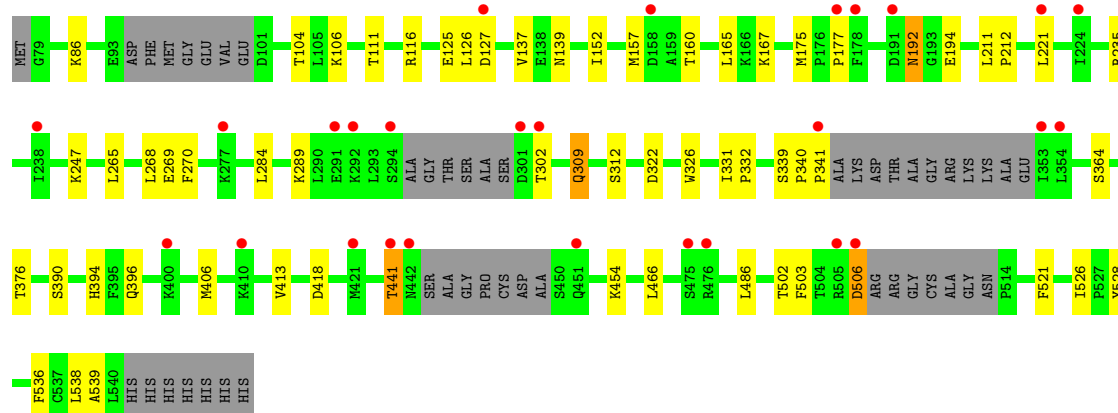 MET G79 K86 E93 ASP PHE MET GLY GLU VAL GLU D101 T104 L105 K106 T111 R116 E125 L126 D127 V137 E138 N139 I152 M157 D158 A159 T160 L165 K166 K167 M175 P176 P177 F178 D191 N192 G193 E194 L211 P212 L221 I224
I238 K247 L265 L268 E269 F270 K277 L284 K289 L290 E291 K292 L293 S294 ALA GLY THR SER ALA SER D301 T302 Q309 S312 D322 W326 I331 P332 S339 P340 P341 ALA LYS ASP THR ALA GLY ARG LYS LYS ALA GLU I353 L354 S364
T376 S390 H394 F395 Q396 K400 M406 K410 V413 D418 M421 T441 N442 SER ALA GLY PRO CYS ASP ALA S450 Q451 K454 L466 S475 R476 L486 T502 F503 T504 R505 D506 ARG ARG GLY CYS ALA GLY ASN P514 F521 I526 P527
F536 C537 L538 A539 L540 HIS HIS HIS HIS HIS HIS